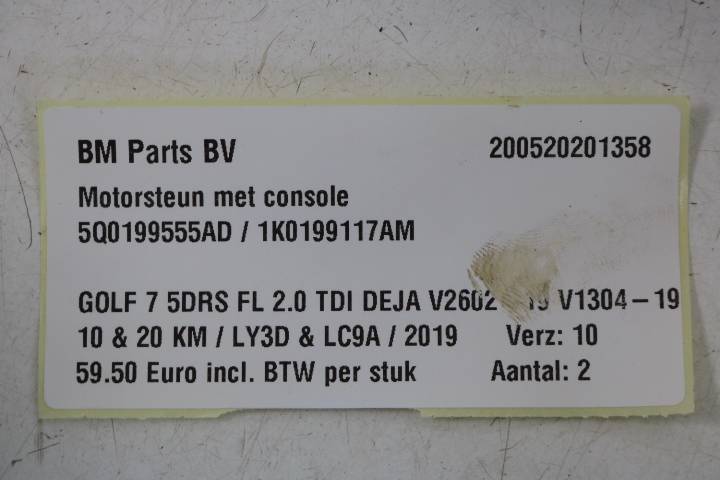 BM Parts BV 200520201358
Motorsteun met console
5Q0199555AD / 1K0199117AM
GOLF 7 5DRS FL 2.0 TDI DEJA V2602 19 V1304-19
10 & 20 KM / LY3D & LC9A / 2019 Verz: 10
59.50 Euro incl. BTW per stuk Aantal: 2